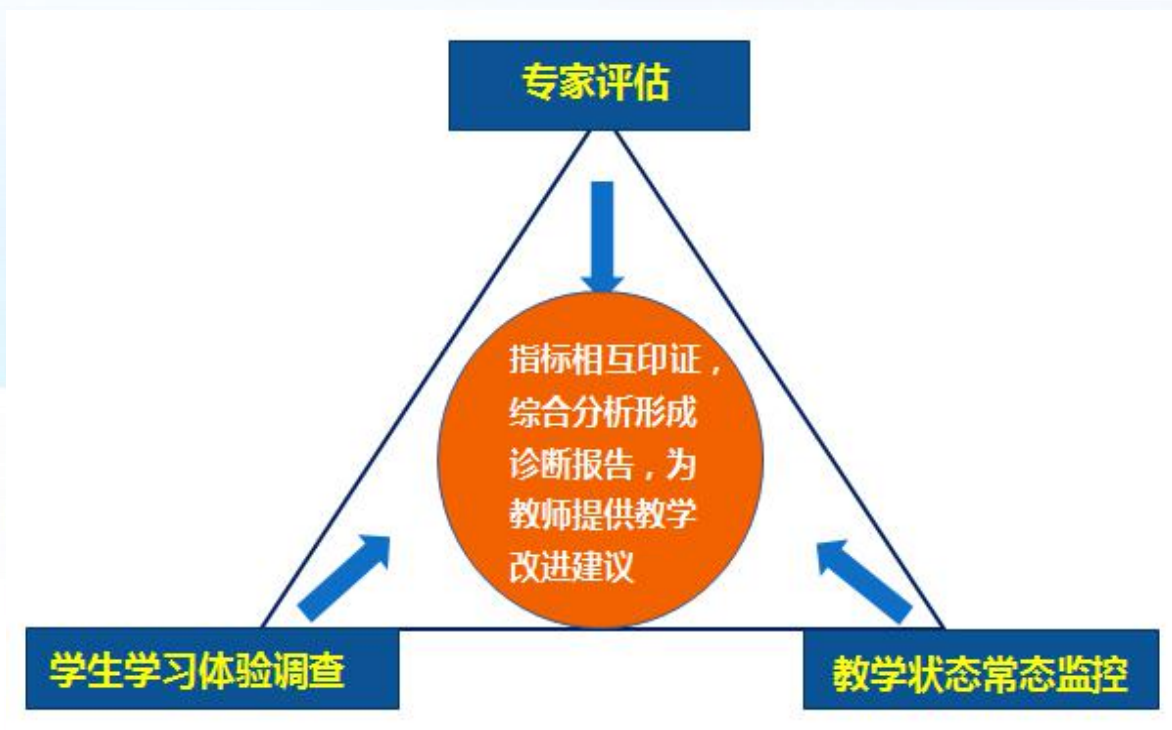 专家评估
指标相互印证，
综合分析形成
诊断报告，为
教师提供教学
改进建议
学生学习体验调查
教学状态常态监控